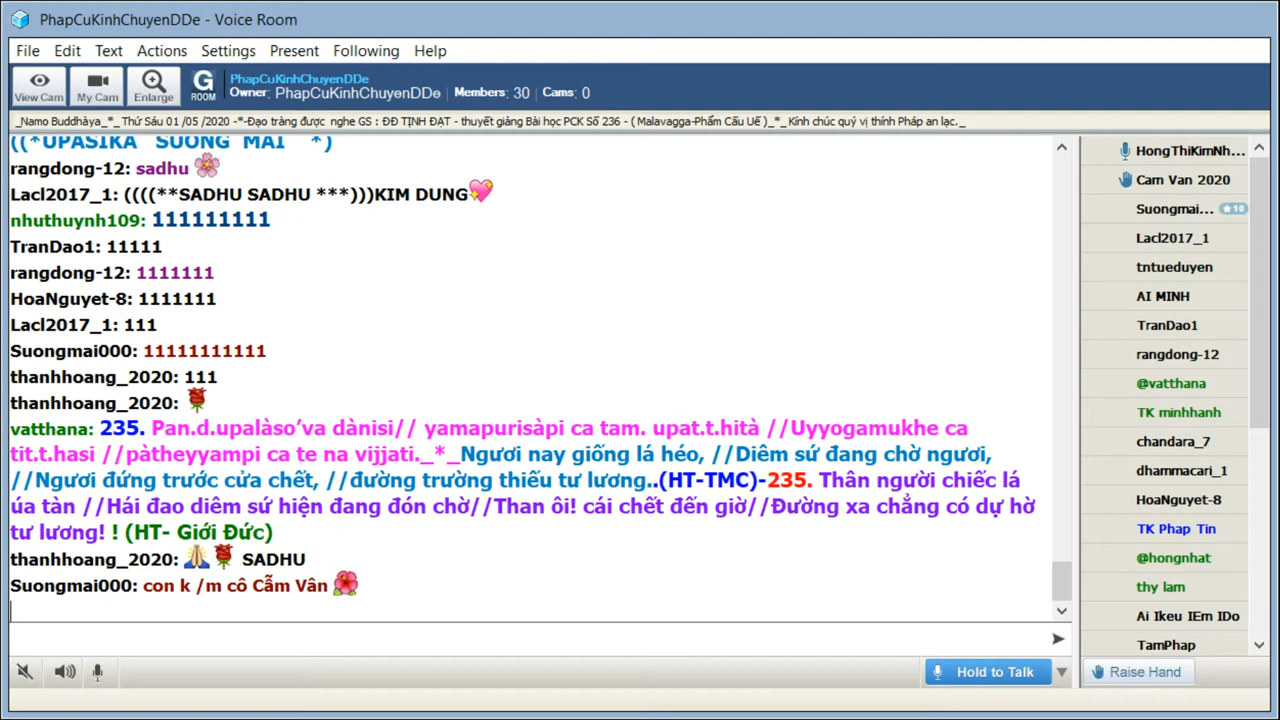 PhapCuKinhChuyenDDe - Voice Room
File Edit Text Actions Settings Present Following Help
View Cam My Cam Enlarge G ROOM
PhapCuKinhChuyenDDe
Owner: PhapCuKinhChuyenDDe Members: 30 Cams: 0
_Namo Buddhàya_*_ Thứ Sáu 01 /05 /2020 -*-Đạo tràng được nghe GS : ĐĐ TỊNH ĐẠT - thuyết giảng Bài học PCK Số 236 - ( Malavagga-Phẩm Cấu Uế )_*_ Kính chúc quý vị thính Pháp an lạc._
((*UPASIKA SUONG MAI *)
rangdong-12: sadhu 🌸
Lacl2017_1: ((((**SADHU SADHU ***)))KIM DUNG💖
nhuthuynh109: 111111111
TranDao1: 11111
rangdong-12: 1111111
HoaNguyet-8: 1111111
Lacl2017_1: 111
Suongmai000: 11111111111
thanhhoang_2020: 111
thanhhoang_2020: 🌹
vatthana: 235. Pan.d.upalàso’va dànisi// yamapurisàpi ca tam. upat.t.hità //Uyyogamukhe ca
tit.t.hasi //pàtheyyampi ca te na vijjati._*_Ngươi nay giống lá héo, //Diêm sứ đang chờ ngươi,
//Ngươi đứng trước cửa chết, //đường trường thiếu tư lương..(HT-TMC)-235. Thân người chiếc lá
úa tàn //Hái đao diêm sứ hiện đang đón chờ//Than ôi! cái chết đến giờ//Đường xa chẳng có dự hờ
tư lương! ! (HT- Giới Đức)
thanhhoang_2020: 🙏🌹 SADHU
Suongmai000: con k /m cô Cẫm Vân 🌺
HongThiKimNh...
Cam Van 2020
Suongmai... ★10
Lacl2017_1
tntueduyen
AI MINH
TranDao1
rangdong-12
@vatthana
TK minhhanh
chandara_7
dhammacari_1
HoaNguyet-8
TK Phap Tin
@hongnhat
thy lam
Ai Ikeu IEm IDo
TamPhap
Hold to Talk
Raise Hand